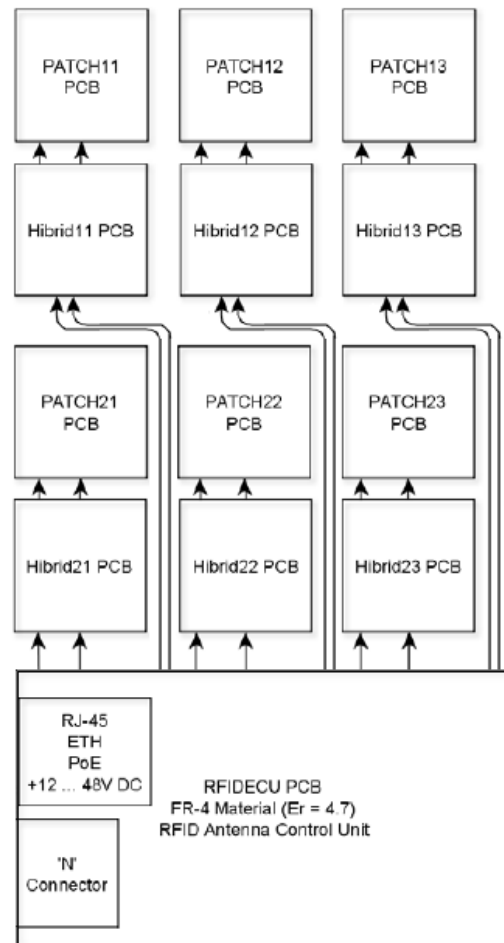 PATCH11
PCB
PATCH12
PCB
PATCH13
PCB
Hibrid11 PCB
Hibrid12 PCB
Hibrid13 PCB
PATCH21
PCB
PATCH22
PCB
PATCH23
PCB
Hibrid21 PCB
Hibrid22 PCB
Hibrid23 PCB
RJ-45
ETH
PoE
+12 ... 48V DC
RFIDECU PCB
FR-4 Material (Er = 4.7)
RFID Antenna Control Unit
'N'
Connector